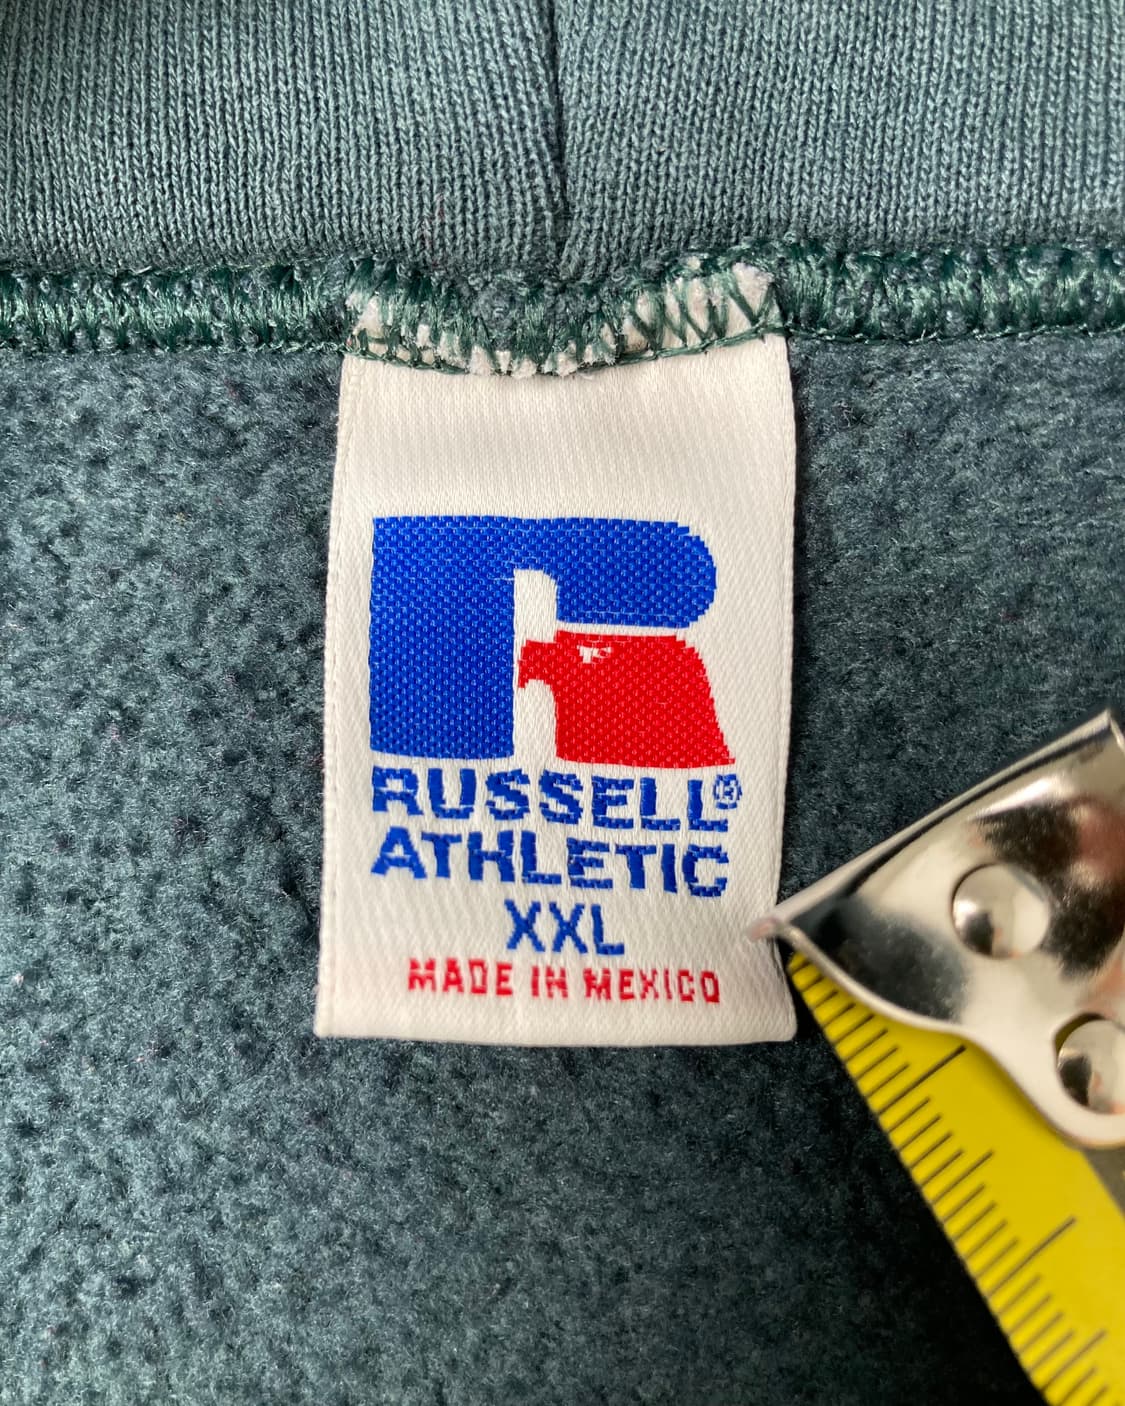 R
RUSSELL®
ATHLETIC
XXL
MADE IN MEXICO